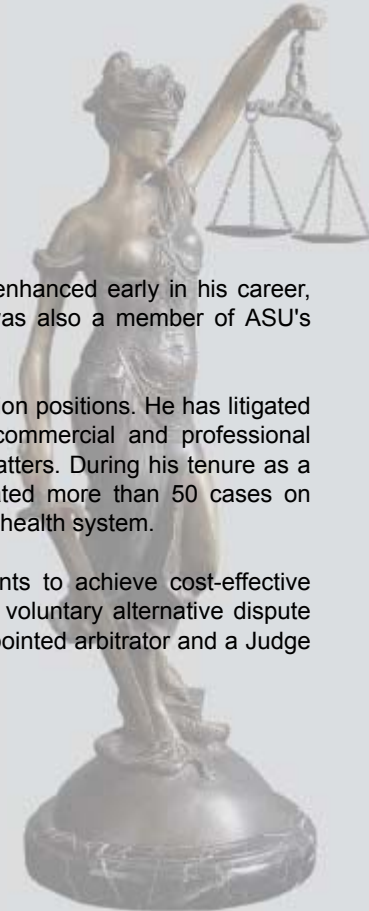 enhanced early in his career,
was also a member of ASU's
on positions. He has litigated
commercial and professional
atters. During his tenure as a
ated more than 50 cases on
health system.
nts to achieve cost-effective
voluntary alternative dispute
pointed arbitrator and a Judge